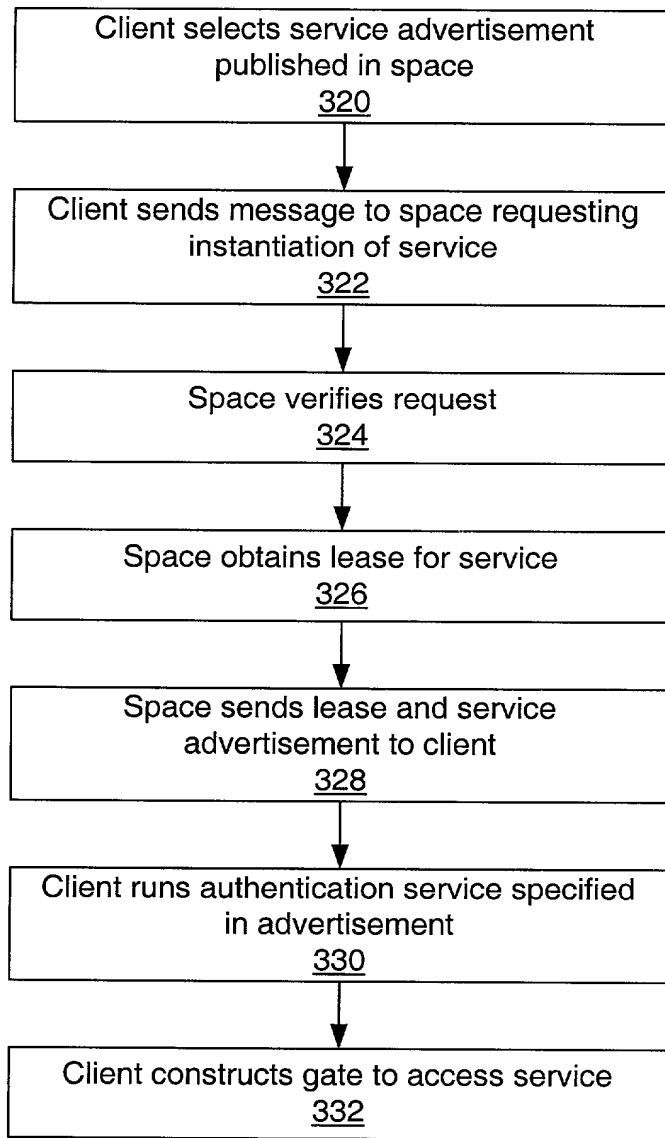 Client selects service advertisement
published in space
320
Client sends message to space requesting
instantiation of service
322
Space verifies request
324
Space obtains lease for service
326
Space sends lease and service
advertisement to client
328
Client runs authentication service specified
in advertisement
330
Client constructs gate to access service
332